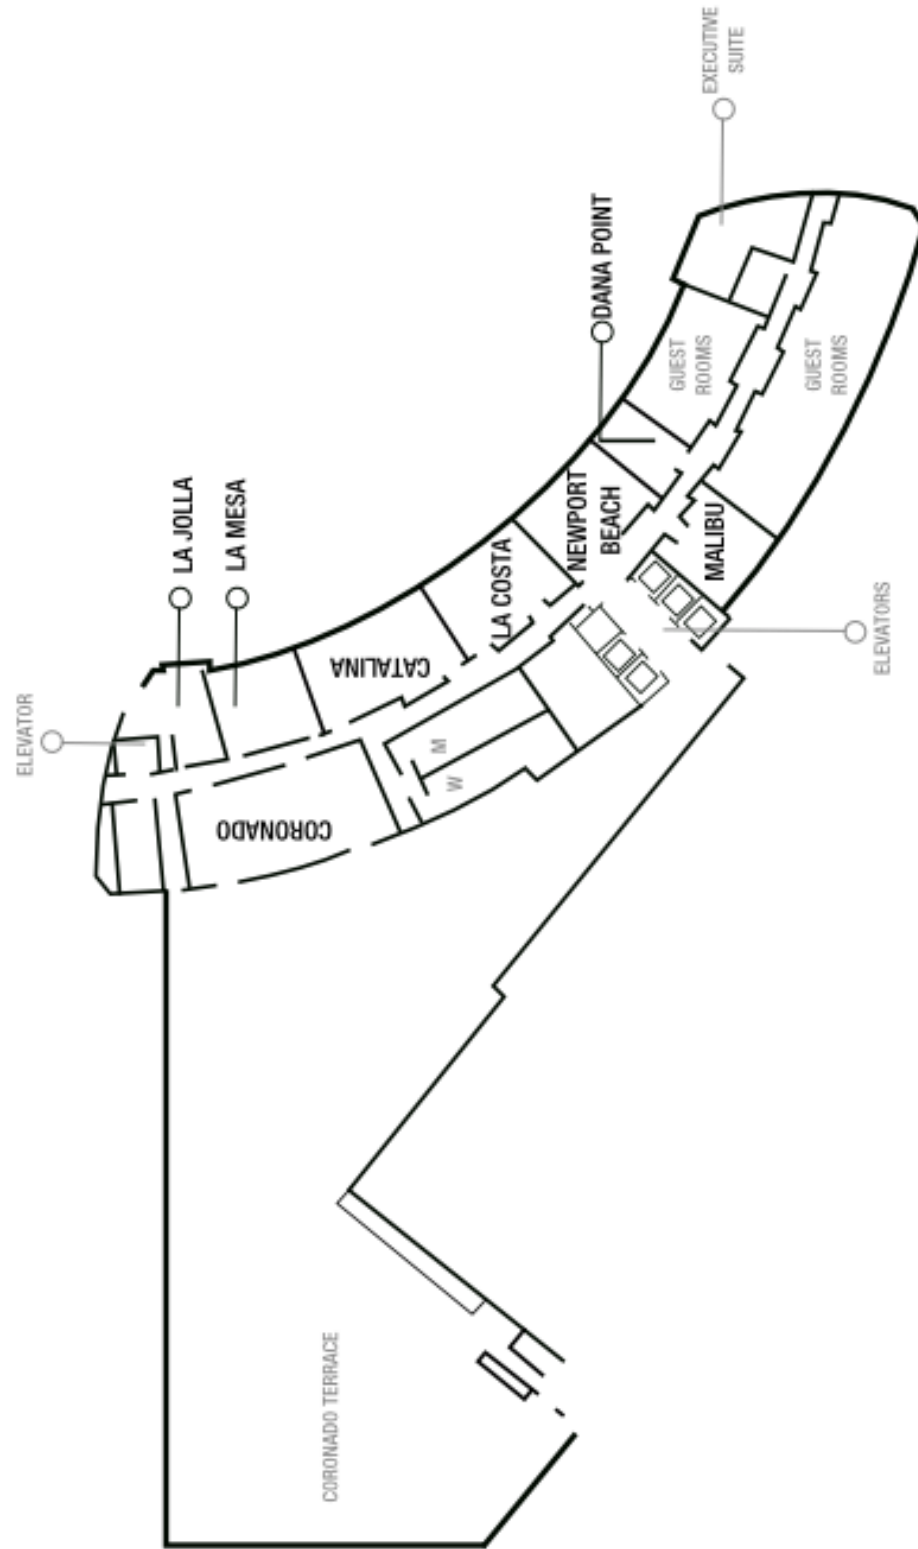 EXECUTIVE
SUITE
DANA POINT
GUEST
ROOMS
GUEST
ROOMS
LA JOLLA
LA MESA
NEWPORT
BEACH
MALIBU
LA COSTA
ELEVATORS
CATALINA
ELEVATOR
M
W
CORONADO
CORONADO TERRACE